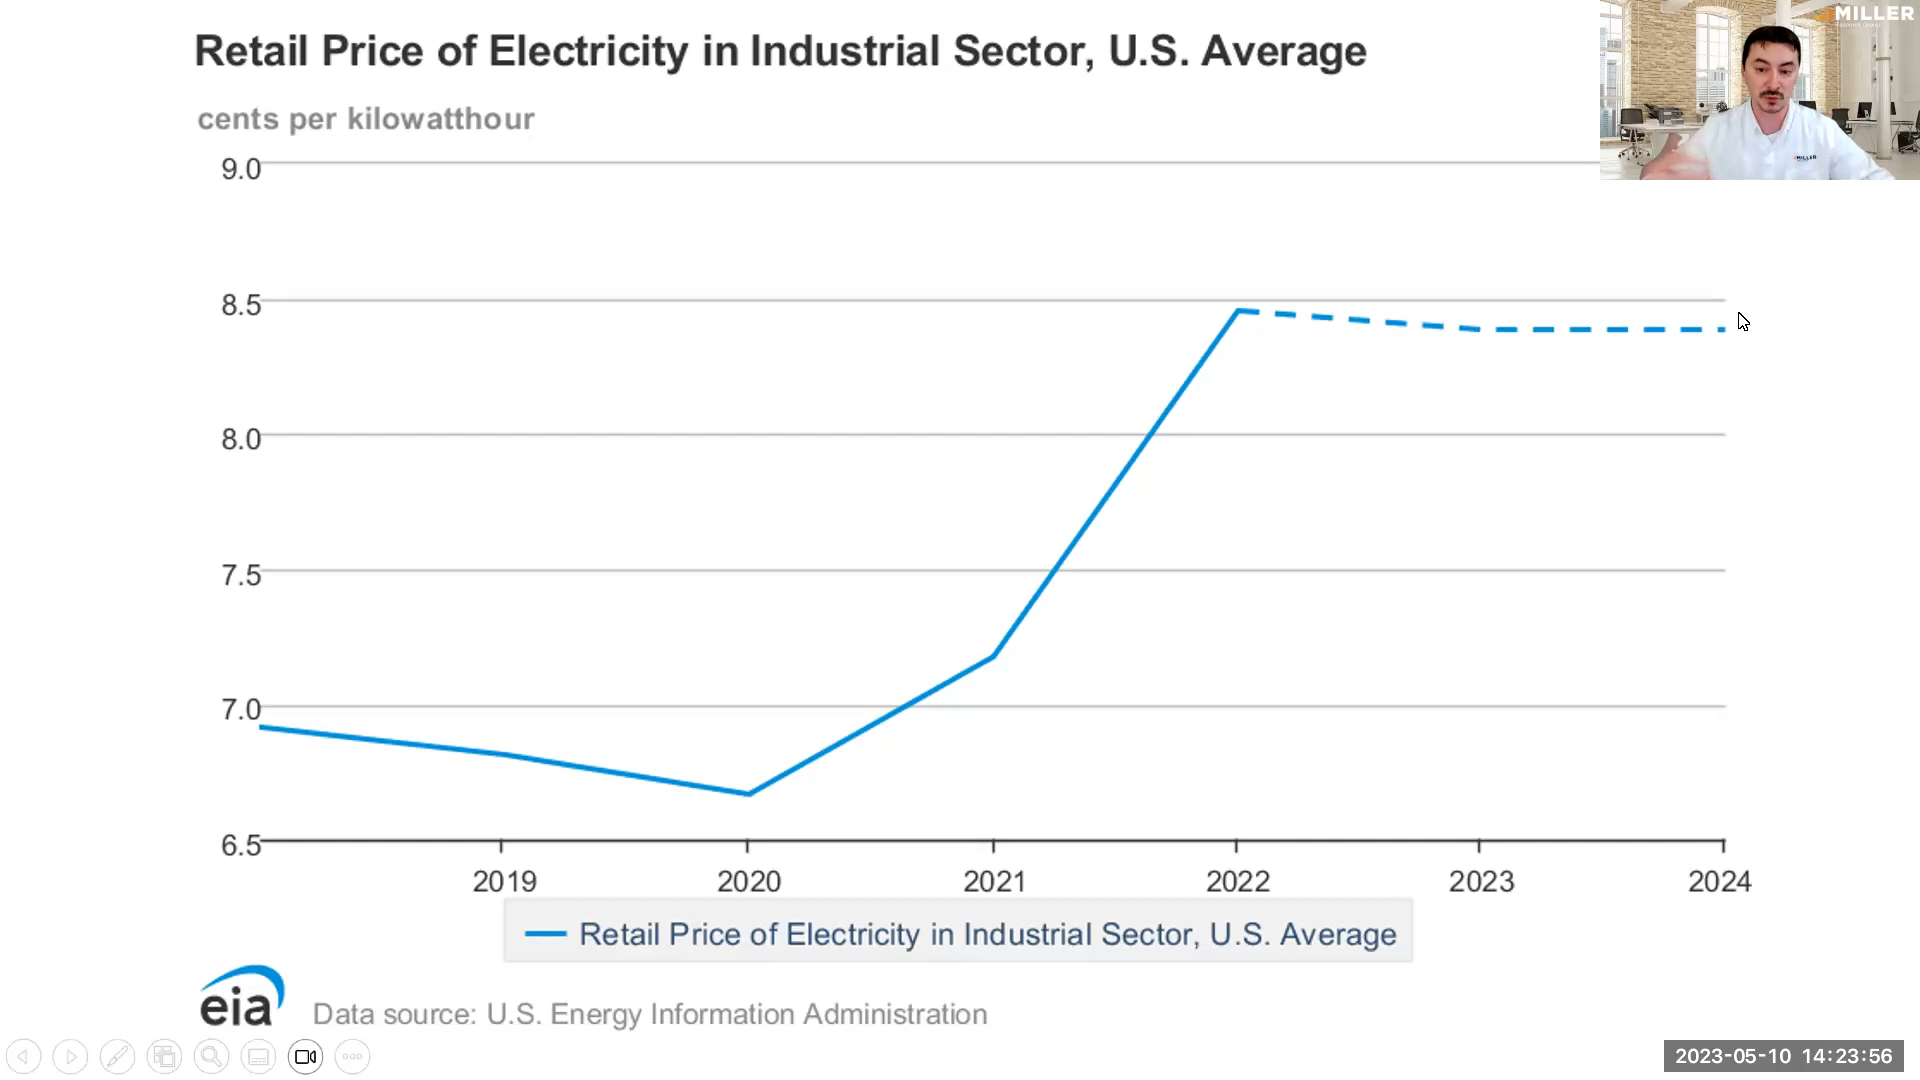 Retail Price of Electricity in Industrial Sector, U.S. Average
MILLER
cents per kilowatthour
MILLER
9.0
8.5
8.0
7.5
7.0
6.5
2019 2020 2021 2022 2023 2024
Retail Price of Electricity in Industrial Sector, U.S. Average
eia Data source: U.S. Energy Information Administration
2023-05-10 14:23:56